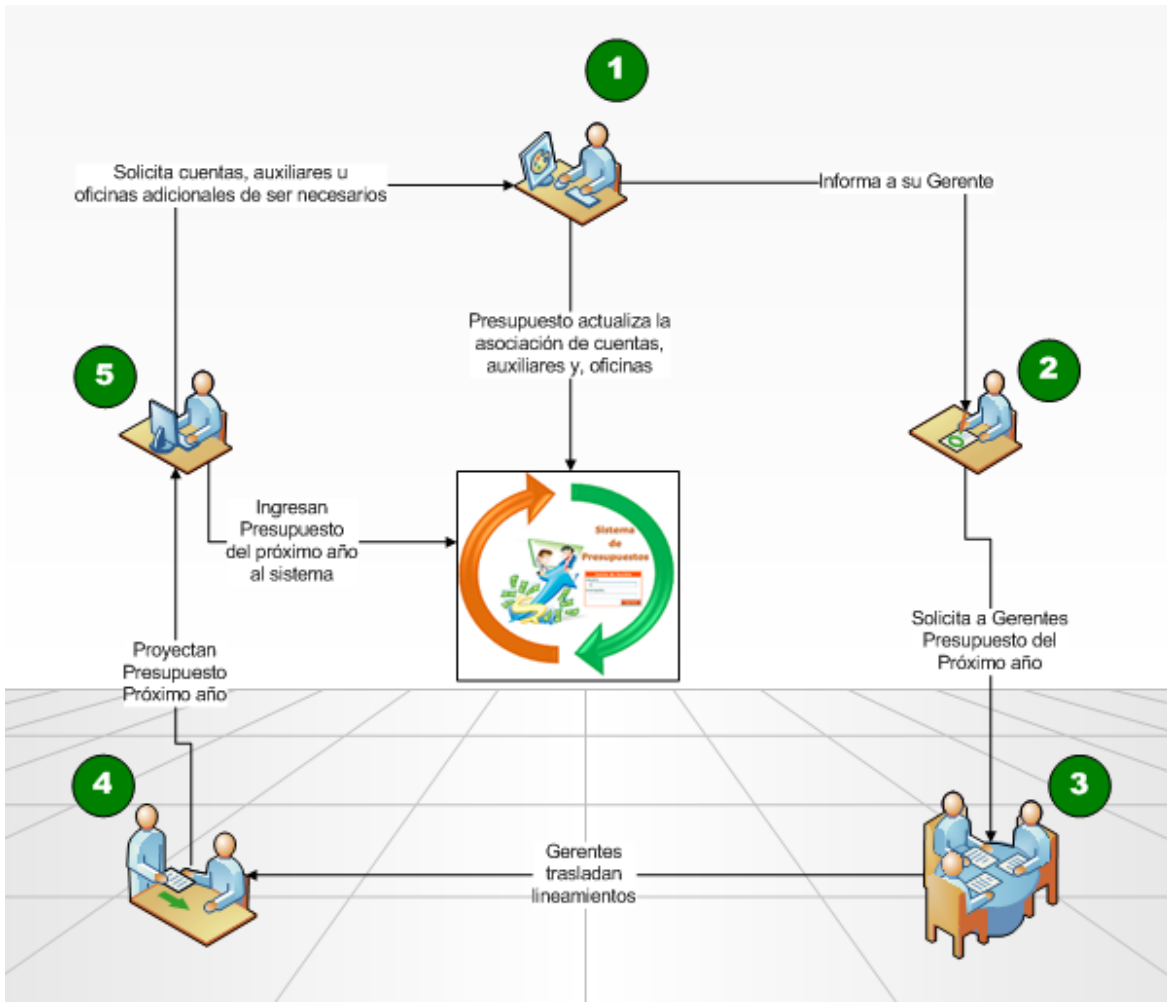 1
Solicita cuentas, auxiliares u
oficinas adicionales de ser necesarios
Informa a su Gerente
Presupuesto actualiza la
asociación de cuentas,
auxiliares y, oficinas
5
2
Ingresan
Presupuesto
del próximo año
al sistema
Sistema
de
Presupuestos
Solicita a Gerentes
Presupuesto del
Próximo año
Proyectan
Presupuesto
Próximo año
4
3
Gerentes
trasladan
lineamientos